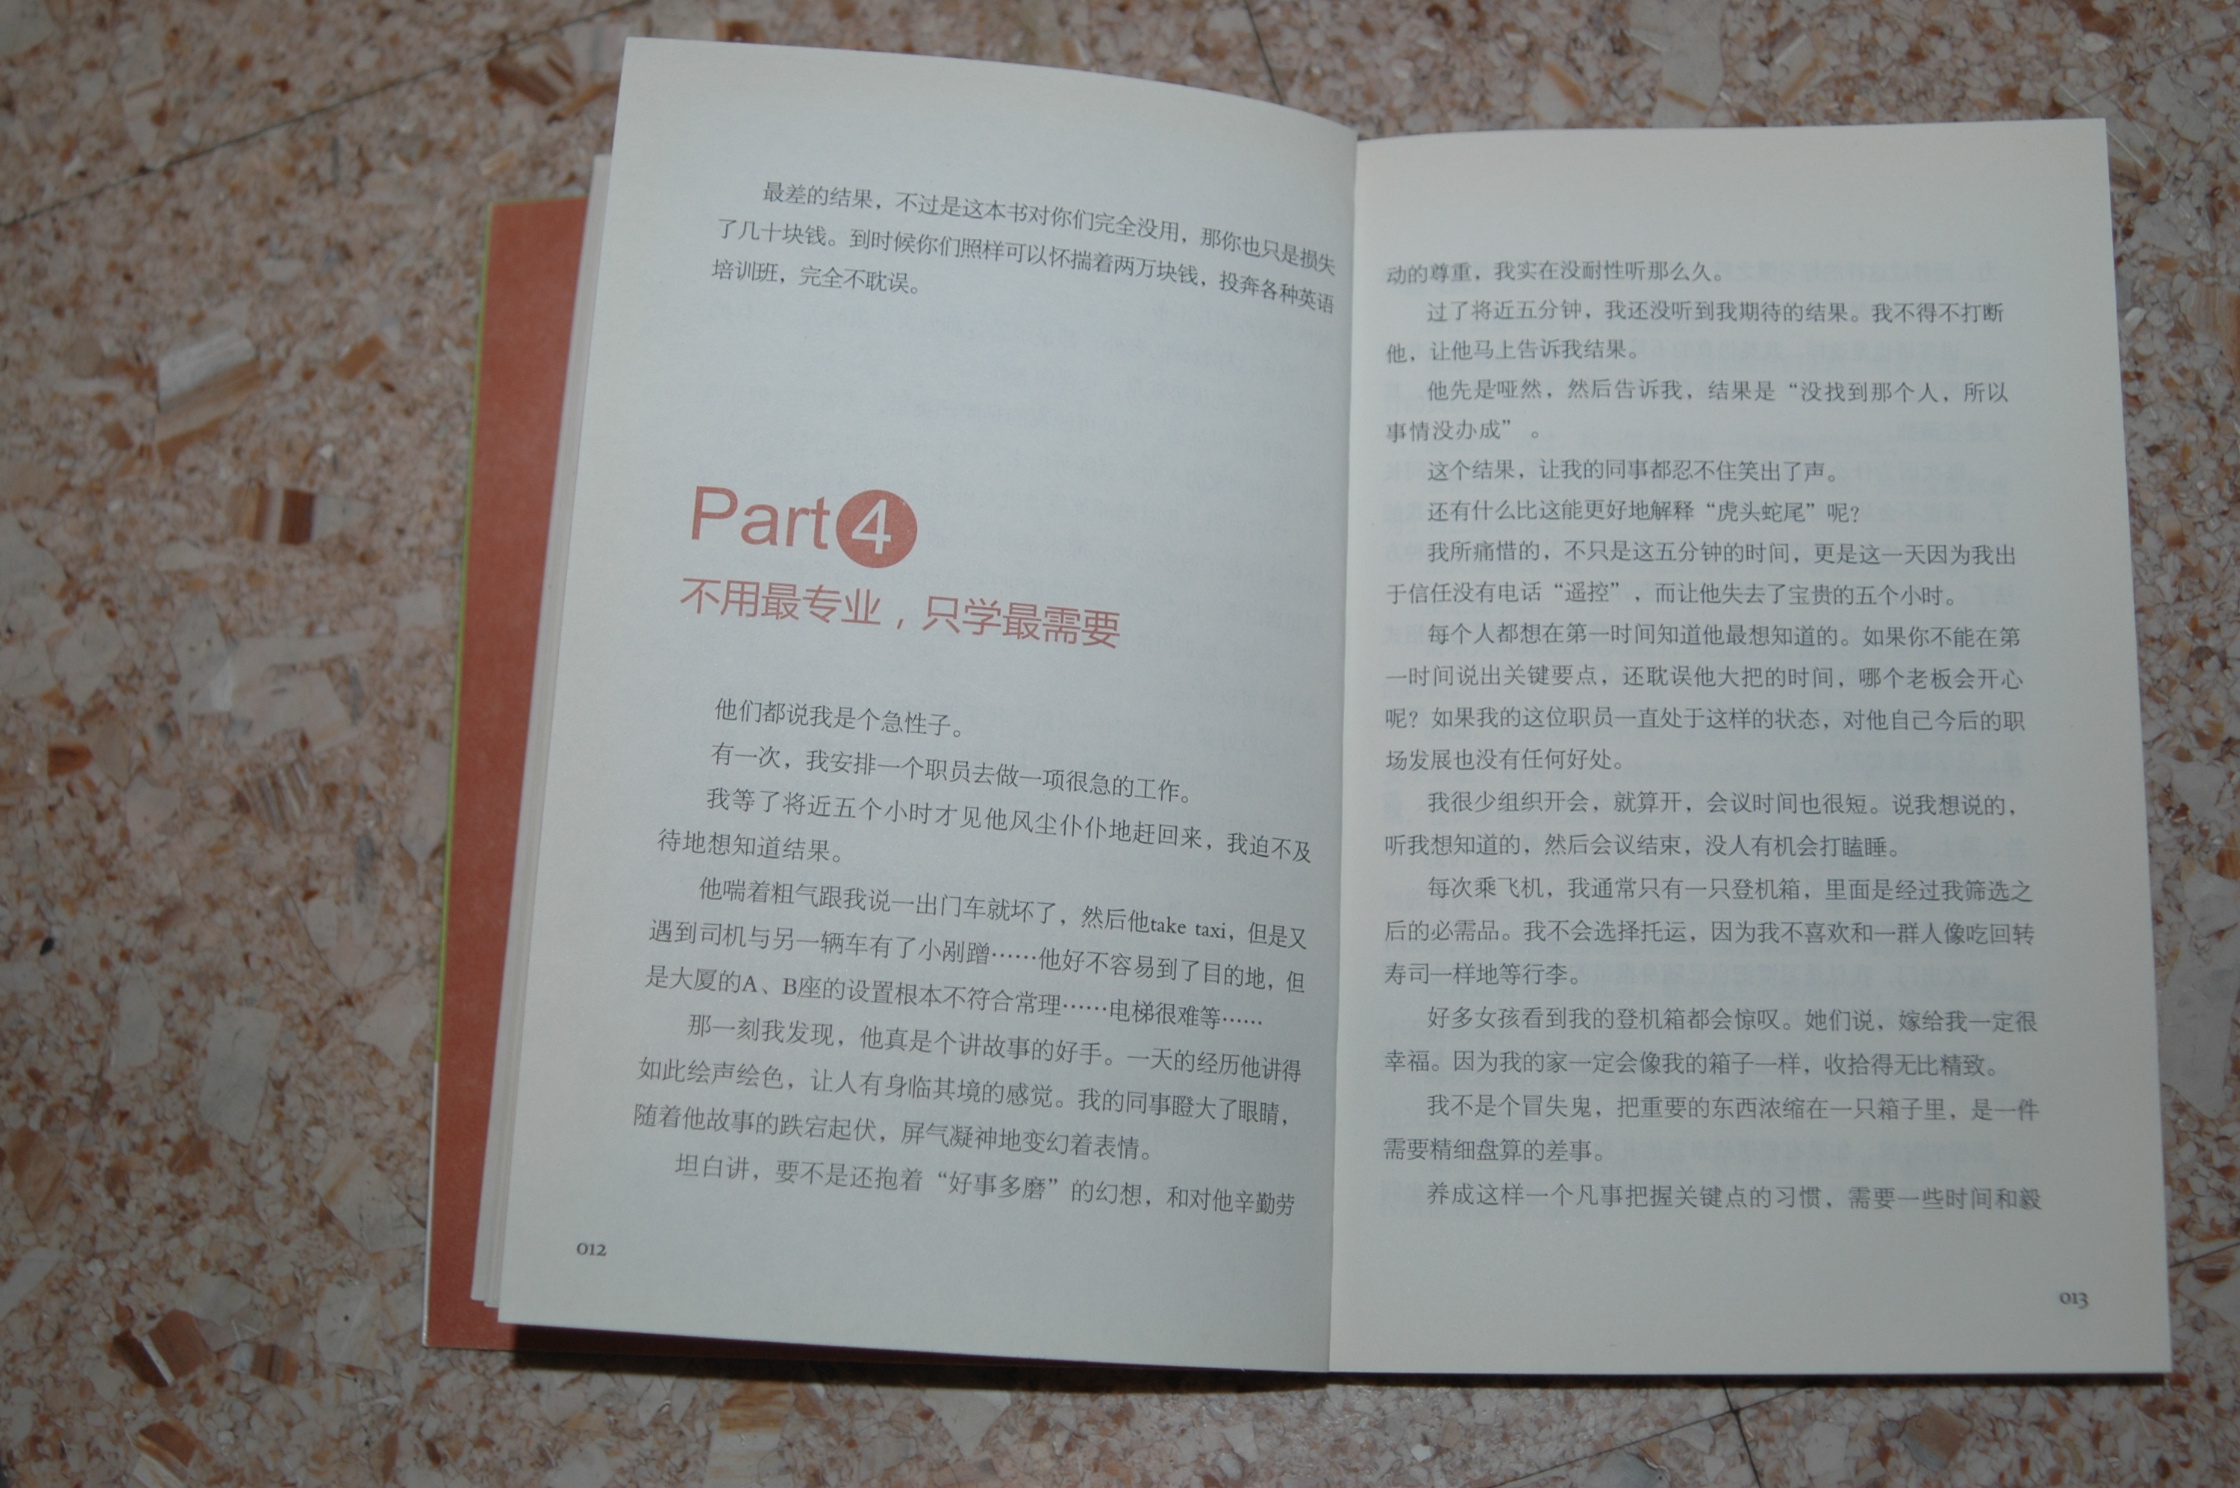 最差的结果，不过是这本书对你们完全没用，那你也只是损失
了几十块钱。到时候你们照样可以怀揣着两万块钱，投奔各种英语
培训班，完全不耽误。
Part 4
不用最专业，只学最需要
他们都说我是个急性子。
有一次，我安排一个职员去做一项很急的工作。
我等了将近五个小时才见他风尘仆仆地赶回来，我迫不及
待地想知道结果。
他喘着粗气跟我说一出门车就坏了，然后他take taxi，但是又
遇到司机与另一辆车有了小剐蹭……他好不容易到了目的地，但
是大厦的A、B座的设置根本不符合常理……电梯很难等……
那一刻我发现，他真是个讲故事的好手。一天的经历他讲得
如此绘声绘色，让人有身临其境的感觉。我的同事瞪大了眼睛，
随着他故事的跌宕起伏，屏气凝神地变幻着表情。
坦白讲，要不是还抱着“好事多磨”的幻想，和对他辛勤劳
012
动的尊重，我实在没耐性听那么久。
过了将近五分钟，我还没听到我期待的结果。我不得不打断
他，让他马上告诉我结果。
他先是哑然，然后告诉我，结果是“没找到那个人，所以
事情没办成”。
这个结果，让我的同事都忍不住笑出了声。
还有什么比这能更好地解释“虎头蛇尾”呢？
我所痛惜的，不只是这五分钟的时间，更是这一天因为我出
于信任没有电话“遥控”，而让他失去了宝贵的五个小时。
每个人都想在第一时间知道他最想知道的。如果你不能在第
一时间说出关键要点，还耽误他大把的时间，哪个老板会开心
呢？如果我的这位职员一直处于这样的状态，对他自己今后的职
场发展也没有任何好处。
我很少组织开会，就算开，会议时间也很短。说我想说的，
听我想知道的，然后会议结束，没人有机会打瞌睡。
每次乘飞机，我通常只有一只登机箱，里面是经过我筛选之
后的必需品。我不会选择托运，因为我不喜欢和一群人像吃回转
寿司一样地等行李。
好多女孩看到我的登机箱都会惊叹。她们说，嫁给我一定很
幸福。因为我的家一定会像我的箱子一样，收拾得无比精致。
我不是个冒失鬼，把重要的东西浓缩在一只箱子里，是一件
需要精细盘算的差事。
养成这样一个凡事把握关键点的习惯，需要一些时间和毅
013